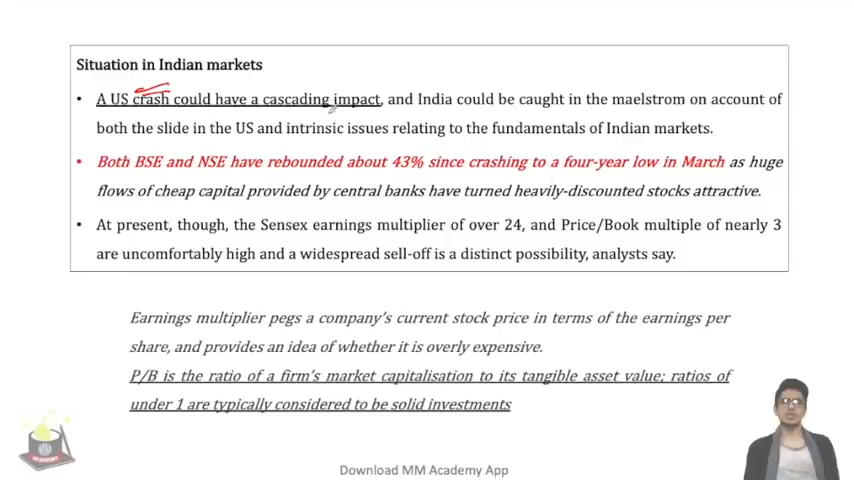 Situation in Indian markets
• A US crash could have a cascading impact, and India could be caught in the maelstrom on account of
both the slide in the US and intrinsic issues relating to the fundamentals of Indian markets.
• Both BSE and NSE have rebounded about 43% since crashing to a four-year low in March as huge
flows of cheap capital provided by central banks have turned heavily-discounted stocks attractive.
• At present, though, the Sensex earnings multiplier of over 24, and Price/Book multiple of nearly 3
are uncomfortably high and a widespread sell-off is a distinct possibility, analysts say.
Earnings multiplier pegs a company's current stock price in terms of the earnings per
share, and provides an idea of whether it is overly expensive.
P/B is the ratio of a firm's market capitalisation to its tangible asset value; ratios of
under 1 are typically considered to be solid investments
Download MM Academy App